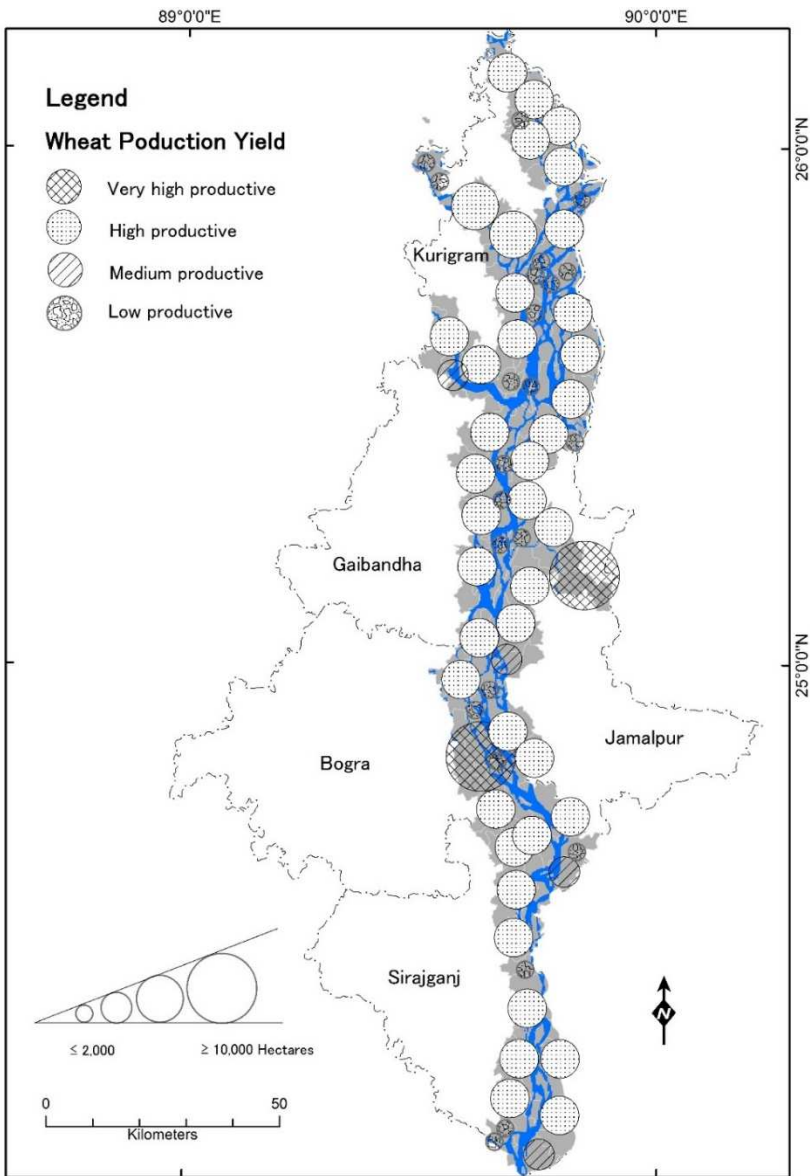 89°0'0"E
90°0'0"E
Legend
Wheat Poduction Yield
Very high productive
High productive
Medium productive
Low productive
26°0'0"N
Kurigram
Gaibandha
25°0'0"N
Jamalpur
Bogra
Sirajganj
N
≤ 2,000
≥ 10,000 Hectares
0
50
Kilometers